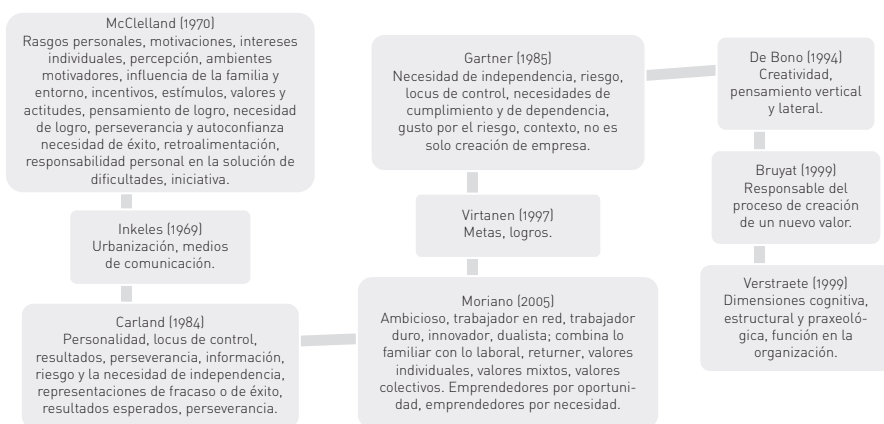 McClelland (1970)
Rasgos personales, motivaciones, intereses
individuales, percepción, ambientes
motivadores, influencia de la familia y
entorno, incentivos, estímulos, valores y
actitudes, pensamiento de logro, necesidad
de logro, perseverancia y autoconfianza
necesidad de éxito, retroalimentación,
responsabilidad personal en la solución de
dificultades, iniciativa.
Inkeles (1969)
Urbanización, medios
de comunicación.
Carland (1984)
Personalidad, locus de control,
resultados, perseverancia, información,
riesgo y la necesidad de independencia,
representaciones de fracaso o de éxito,
resultados esperados, perseverancia.
Gartner (1985)
Necesidad de independencia, riesgo,
locus de control, necesidades de
cumplimiento y de dependencia,
gusto por el riesgo, contexto, no es
solo creación de empresa.
Virtanen (1997)
Metas, logros.
Moriano (2005)
Ambicioso, trabajador en red, trabajador
duro, innovador, dualista; combina lo
familiar con lo laboral, returner, valores
individuales, valores mixtos, valores
colectivos. Emprendedores por oportuni-
dad, emprendedores por necesidad.
De Bono (1994)
Creatividad,
pensamiento vertical
y lateral.
Bruyat (1999)
Responsable del
proceso de creación
de un nuevo valor.
Verstraete (1999)
Dimensiones cognitiva,
estructural y praxeoló-
gica, función en la
organización.